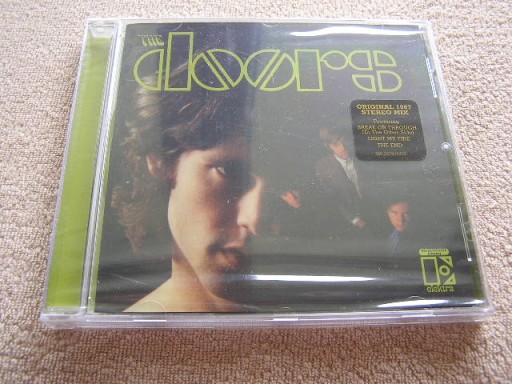 THE
doors
ORIGINAL 1967
STEREO MIX
Featuring
BREAK ON THROUGH
(To The Other Side)
LIGHT MY FIRE
THE END
elektra